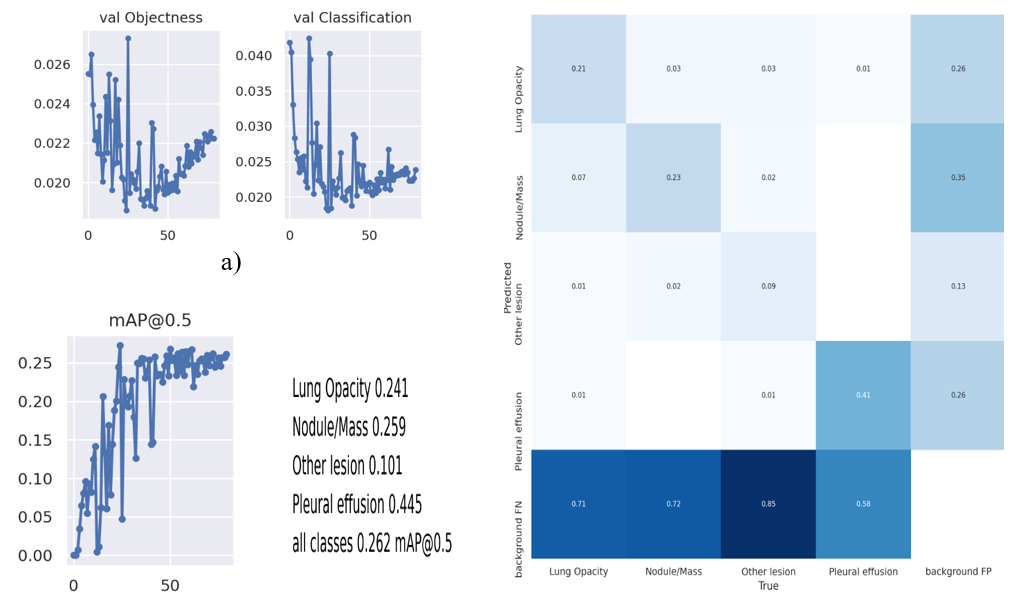 val Objectness
val Classification
0.026
0.024
0.022
0.020
0
50
0.040
0.035
0.030
0.025
0.020
0
50
a)
mAP@0.5
0.25
0.20
0.15
0.10
0.05
0.00
0
50
Lung Opacity 0.241
Nodule/Mass 0.259
Other lesion 0.101
Pleural effusion 0.445
all classes 0.262 mAP@0.5
Predicted
Lung Opacity
0.21 0.03 0.03 0.01 0.26
Nodule/Mass
0.07 0.23 0.02 0.35
Other lesion
0.01 0.02 0.09 0.13
Pleural effusion
0.01 0.01 0.41 0.26
background FN
0.71 0.72 0.85 0.58
Lung Opacity Nodule/Mass Other lesion Pleural effusion background FP
True